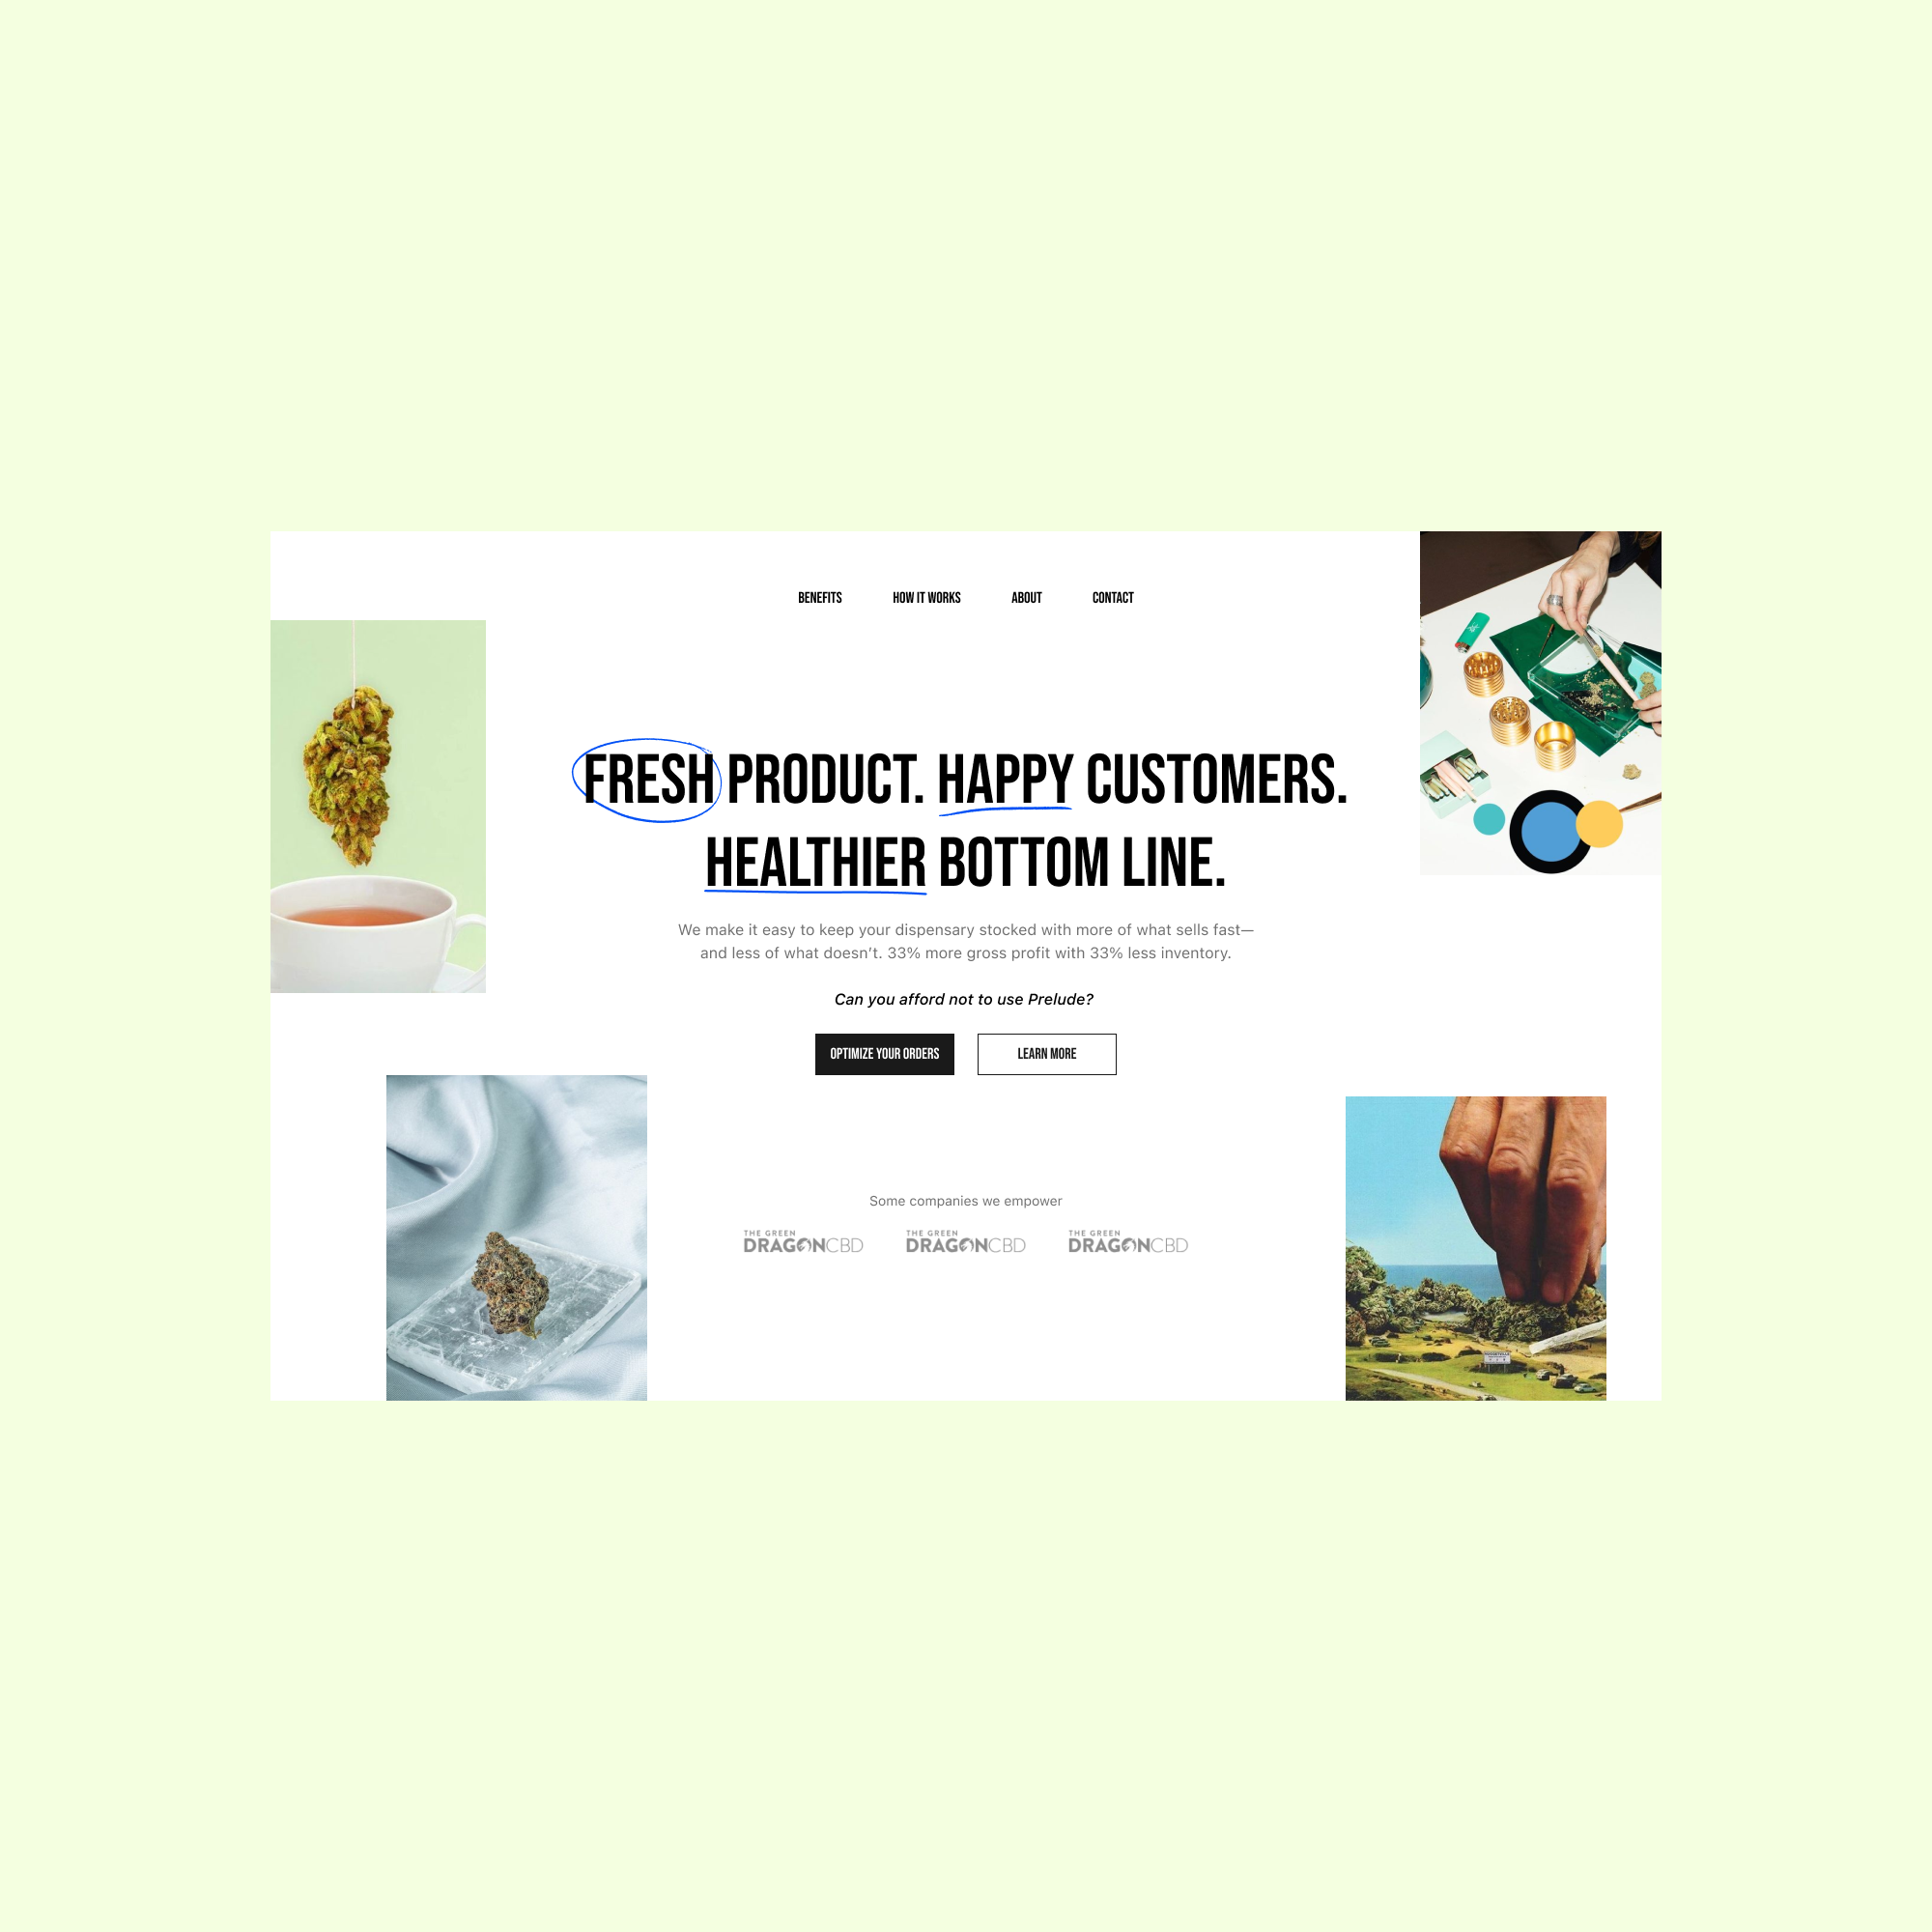 BENEFITS HOW IT WORKS ABOUT CONTACT
FRESH PRODUCT. HAPPY CUSTOMERS.
HEALTHIER BOTTOM LINE.
We make it easy to keep your dispensary stocked with more of what sells fast—
and less of what doesn’t. 33% more gross profit with 33% less inventory.
Can you afford not to use Prelude?
OPTIMIZE YOUR ORDERS LEARN MORE
Some companies we empower
THE GREEN THE GREEN THE GREEN
DRAGONCBD DRAGONCBD DRAGONCBD